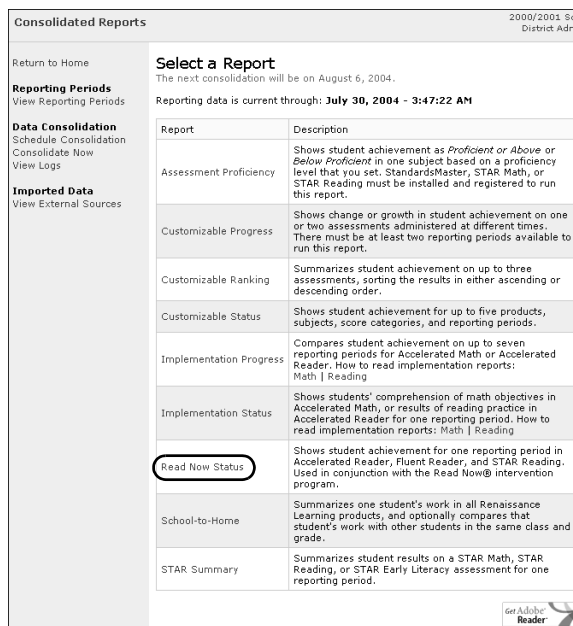 Consolidated Reports
2000/2001
District
Return to Home
Reporting Periods
View Reporting Periods
Data Consolidation
Schedule Consolidation
Consolidate Now
View Logs
Imported Data
View External Sources
Select a Report
The next consolidation will be on August 6, 2004.
Reporting data is current through: July 30, 2004 - 3:47:22 AM
Report Description
Assessment Proficiency
Shows student achievement as Proficient or Above or
Below Proficient in one subject based on a proficiency
level that you set. StandardsMaster, STAR Math, or
STAR Reading must be installed and registered to run
this report.
Customizable Progress
Shows change or growth in student achievement on one
or two assessments administered at different times.
There must be at least two reporting periods available to
run this report.
Customizable Ranking
Summarizes student achievement on up to three
assessments, sorting the results in either ascending or
descending order.
Customizable Status
Shows student achievement for up to five products,
subjects, score categories, and reporting periods.
Implementation Progress
Compares student achievement on up to seven
reporting periods for Accelerated Math or Accelerated
Reader. How to read implementation reports:
Math | Reading
Implementation Status
Shows students' comprehension of math objectives in
Accelerated Math, or results of reading practice in
Accelerated Reader for one reporting period. How to
read implementation reports: Math | Reading
Read Now Status
Shows student achievement for one reporting period in
Accelerated Reader, Fluent Reader, and STAR Reading.
Used in conjunction with the Read Now® intervention
program.
School-to-Home
Summarizes one student's work in all Renaissance
Learning products, and optionally compares that
student's work with other students in the same class and
grade.
STAR Summary
Summarizes student results on a STAR Math, STAR
Reading, or STAR Early Literacy assessment for one
reporting period.
Get Adobe
Reader